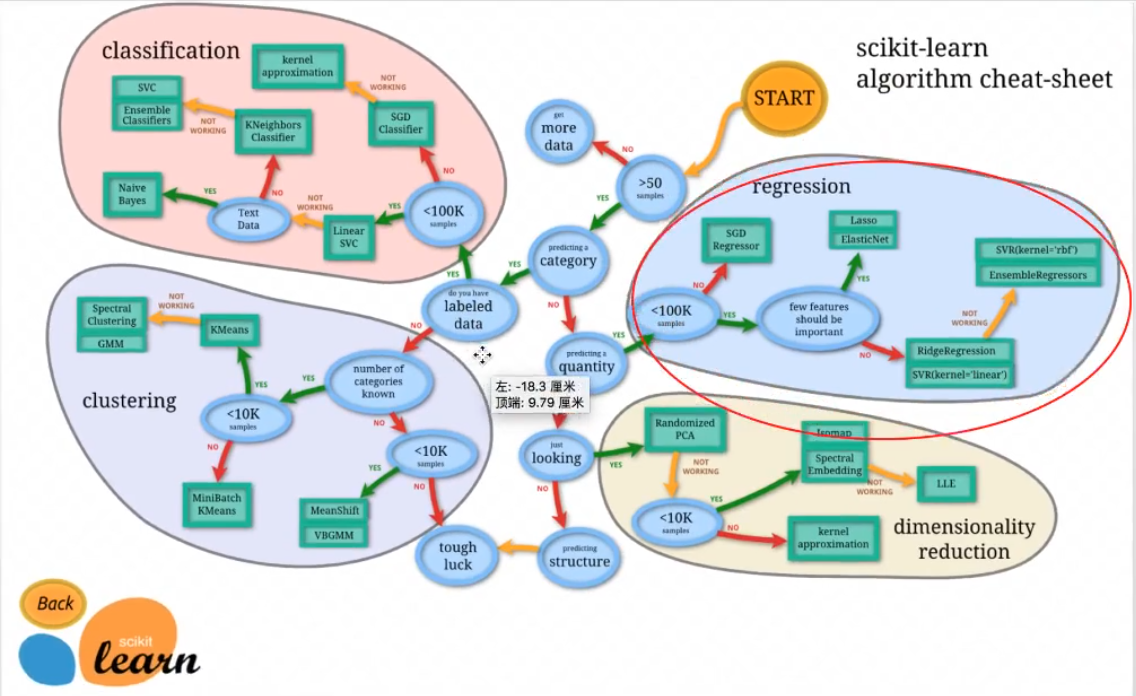 scikit-learn
algorithm cheat-sheet
START
classification
kernel
approximation
NOT
WORKING
SVC
Ensemble
Classifiers
NOT
WORKING
KNeighbors
Classifier
SGD
Classifier
get
more
data
NO
>50
samples
YES
NO
NO
Naive
Bayes
YES
Text
Data
NOT
WORKING
Linear
SVC
YES
<100K
samples
YES
predicting a
category
YES
NO
do you have
labeled
data
NO
regression
SGD
Regressor
Lasso
ElasticNet
SVR(kernel='rbf')
EnsembleRegressors
NO
YES
<100K
samples
YES
few features
should be
important
NOT
WORKING
NO
RidgeRegression
SVR(kernel='linear')
predicting a
quantity
YES
左: -18.3 厘米
顶端: 9.79 厘米
clustering
Spectral
Clustering
GMM
NOT
WORKING
KMeans
YES
YES
number of
categories
known
NO
<10K
samples
NO
MiniBatch
KMeans
<10K
samples
YES
NO
MeanShift
VBGMM
tough
luck
just
looking
YES
NO
predicting
structure
Randomized
PCA
NOT
WORKING
Isomap
Spectral
Embedding
NOT
WORKING
LLE
YES
<10K
samples
NO
kernel
approximation
dimensionality
reduction
Back
scikit
learn